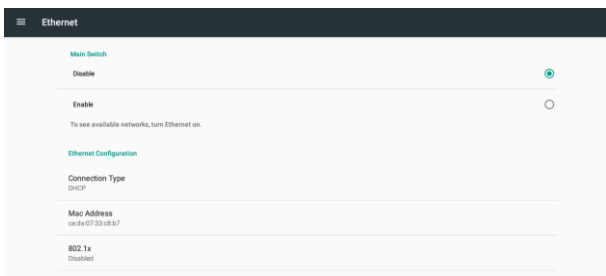 Ethernet
Main Switch
Disable
Enable
To see available networks, turn Ethernet on.
Ethernet Configuration
Connection Type
DHCP
Mac Address
ca:da:07:33:c8:b7
802.1x
Disabled